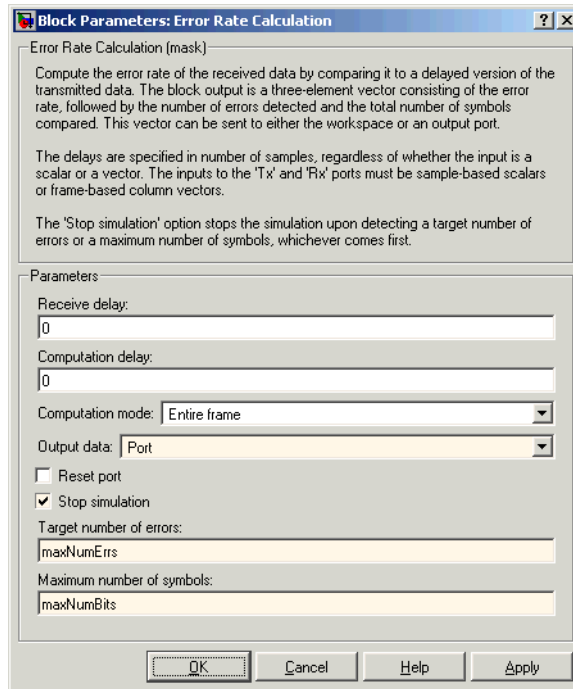 Block Parameters: Error Rate Calculation
Error Rate Calculation (mask)
Compute the error rate of the received data by comparing it to a delayed version of the
transmitted data. The block output is a three-element vector consisting of the error
rate, followed by the number of errors detected and the total number of symbols
compared. This vector can be sent to either the workspace or an output port.
The delays are specified in number of samples, regardless of whether the input is a
scalar or a vector. The inputs to the 'Tx' and 'Rx' ports must be sample-based scalars
or frame-based column vectors.
The 'Stop simulation' option stops the simulation upon detecting a target number of
errors or a maximum number of symbols, whichever comes first.
Parameters
Receive delay:
0
Computation delay:
0
Computation mode: Entire frame
Output data: Port
Reset port
Stop simulation
Target number of errors:
maxNumErrs
Maximum number of symbols:
maxNumBits
OK Cancel Help Apply